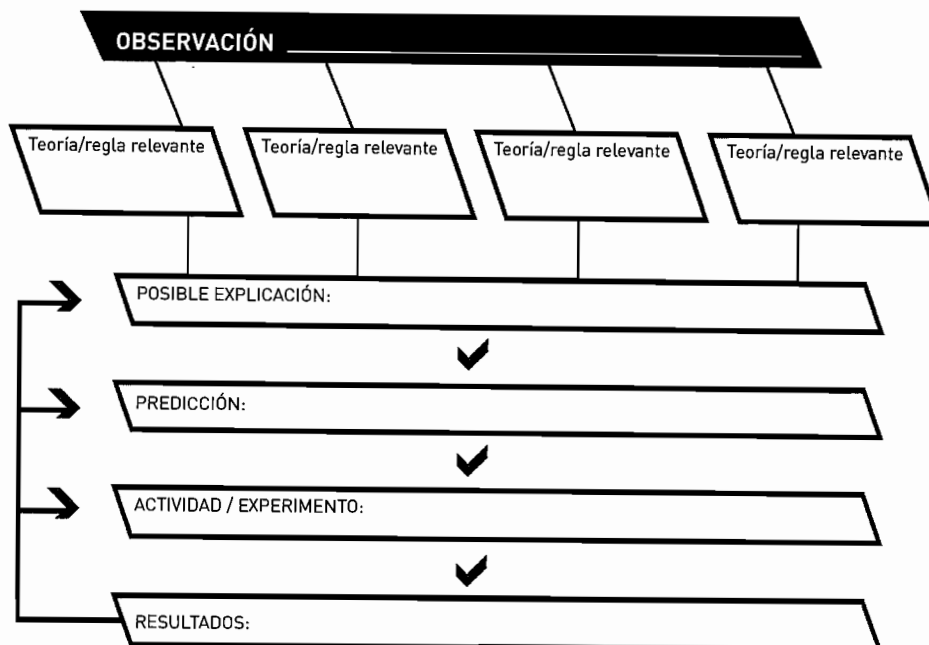 OBSERVACIÓN
Teoría/regla relevante
Teoría/regla relevante
Teoría/regla relevante
Teoría/regla relevante
POSIBLE EXPLICACIÓN:
PREDICCIÓN:
ACTIVIDAD / EXPERIMENTO:
RESULTADOS: